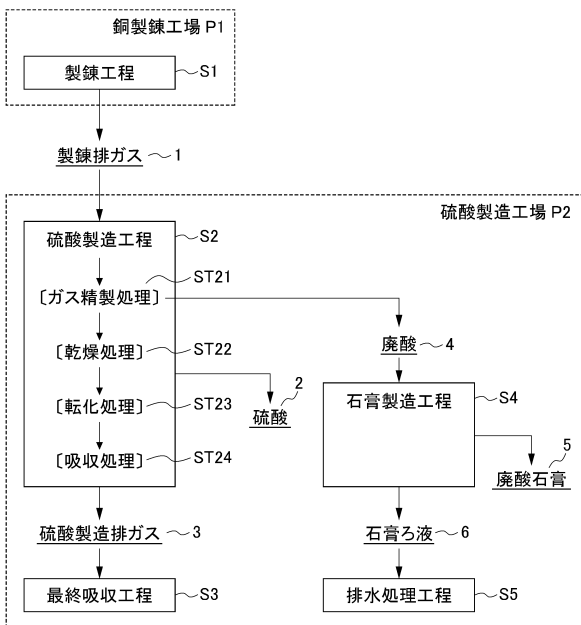 銅製錬工場 P1
製錬工程
S1
製錬排ガス
1
硫酸製造工場 P2
硫酸製造工程
S2
〔ガス精製処理〕
ST21
〔乾燥処理〕
ST22
〔転化処理〕
ST23
〔吸収処理〕
ST24
2
硫酸
廃酸
4
石膏製造工程
S4
5
廃酸石膏
硫酸製造排ガス
3
石膏ろ液
6
最終吸収工程
S3
排水処理工程
S5